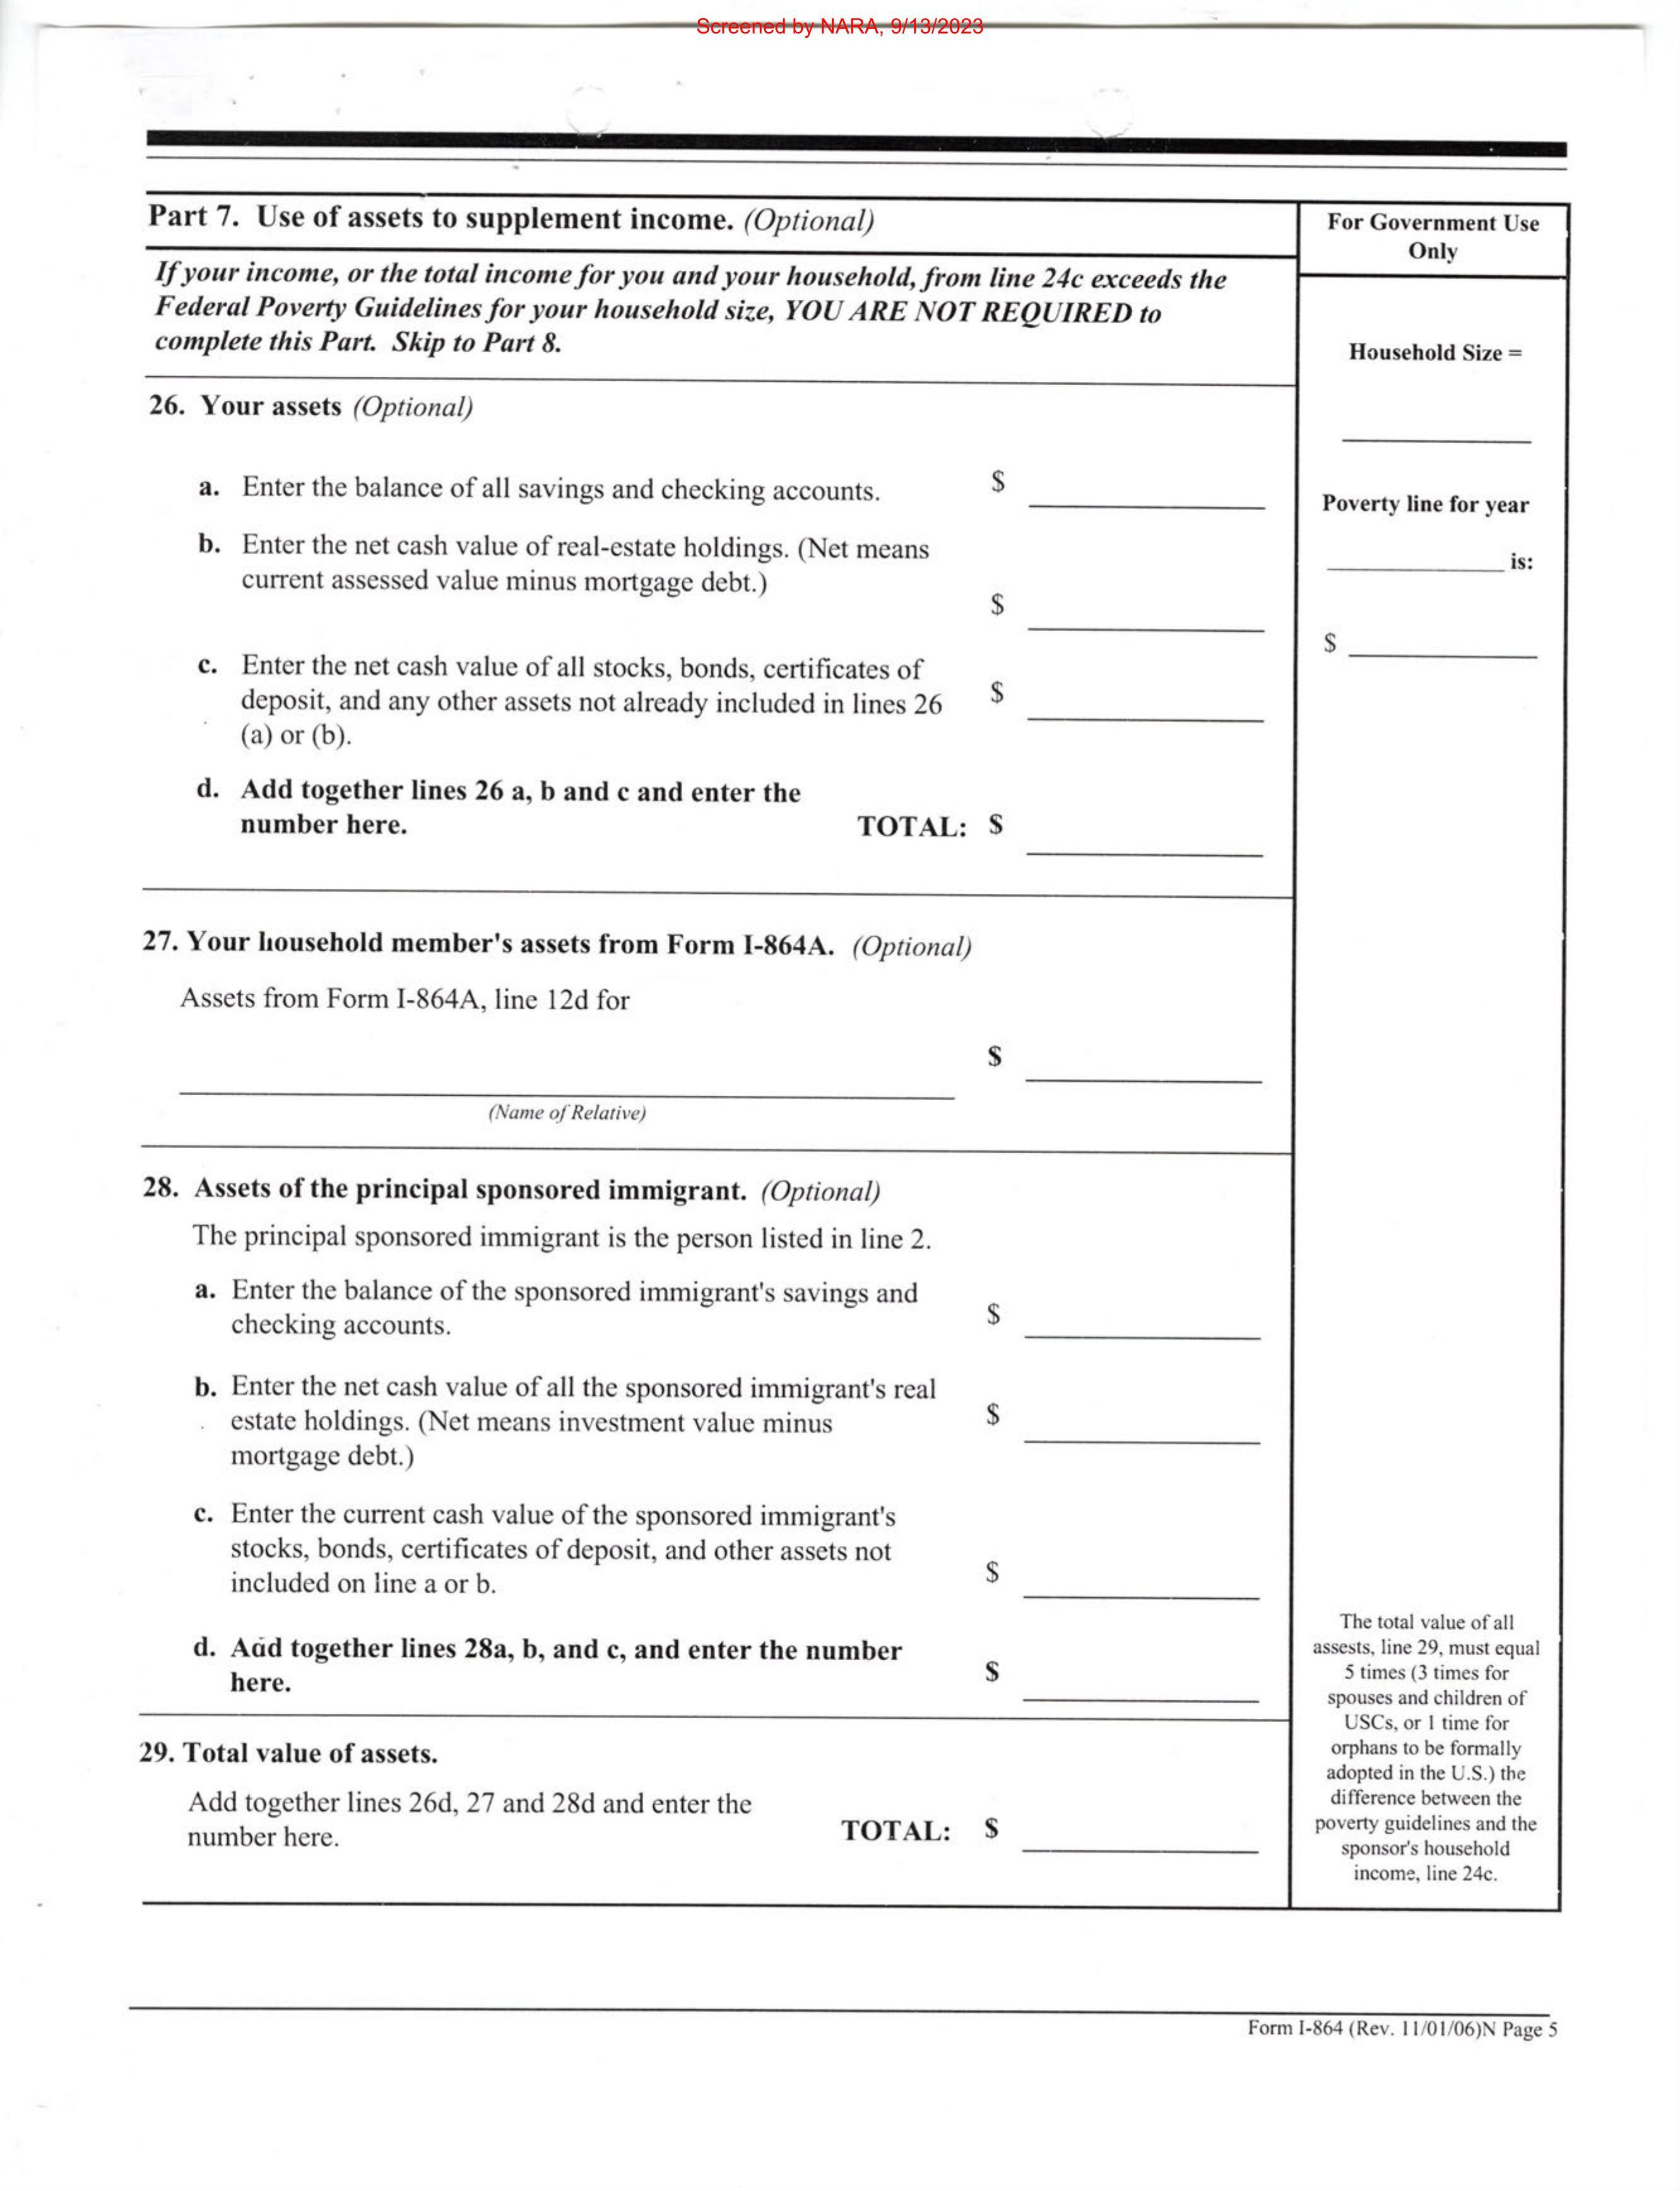 Screened by NARA, 9/13/2023
Part 7. Use of assets to supplement income. (Optional)
If your income, or the total income for you and your household, from line 24c exceeds the
Federal Poverty Guidelines for your household size, YOU ARE NOT REQUIRED to
complete this Part. Skip to Part 8.
26. Your assets (Optional)
a. Enter the balance of all savings and checking accounts. $
b. Enter the net cash value of real-estate holdings. (Net means
current assessed value minus mortgage debt.)
$
c. Enter the net cash value of all stocks, bonds, certificates of
deposit, and any other assets not already included in lines 26 $
(a) or (b).
d. Add together lines 26 a, b and c and enter the
number here. TOTAL: $
27. Your household member's assets from Form I-864A. (Optional)
Assets from Form I-864A, line 12d for
$
(Name of Relative)
28. Assets of the principal sponsored immigrant. (Optional)
The principal sponsored immigrant is the person listed in line 2.
a. Enter the balance of the sponsored immigrant's savings and
checking accounts. $
b. Enter the net cash value of all the sponsored immigrant's real
estate holdings. (Net means investment value minus $
mortgage debt.)
c. Enter the current cash value of the sponsored immigrant's
stocks, bonds, certificates of deposit, and other assets not
included on line a or b. $
d. Add together lines 28a, b, and c, and enter the number
here. $
29. Total value of assets.
Add together lines 26d, 27 and 28d and enter the
number here. TOTAL: $
For Government Use
Only
Household Size =
Poverty line for year
is:
$
The total value of all
assests, line 29, must equal
5 times (3 times for
spouses and children of
USCs, or 1 time for
orphans to be formally
adopted in the U.S.) the
difference between the
poverty guidelines and the
sponsor's household
income, line 24c.
Form I-864 (Rev. 11/01/06)N Page 5